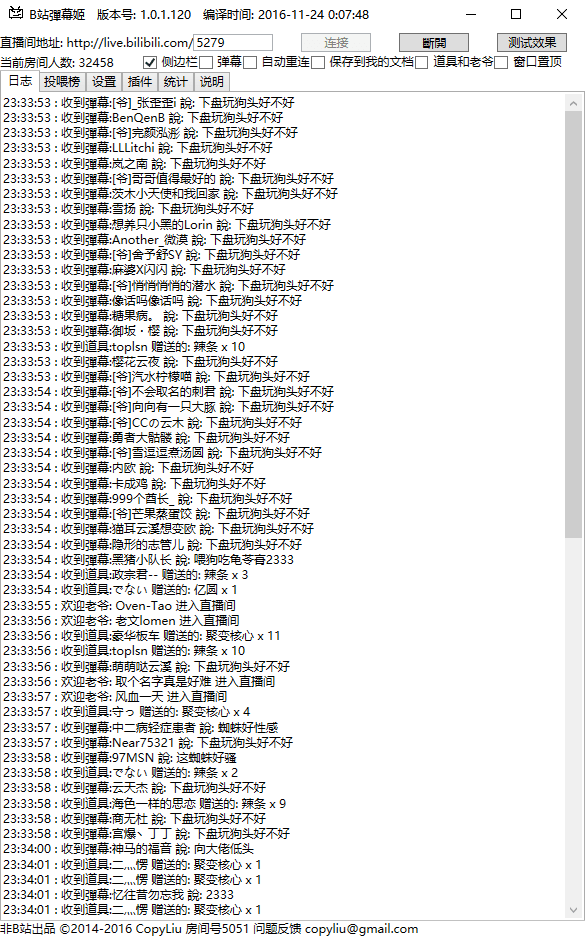 B站彈幕姬 版本号: 1.0.1.120 编译时间: 2016-11-24 0:07:48
直播间地址: http://live.bilibili.com/ 5279 连接 斷開 测试效果
当前房间人数: 32458 侧边栏 弹幕 自动重连 保存到我的文档 道具和老爷 窗口置顶
日志 投喂榜 设置 插件 统计 说明
23:33:53 : 收到彈幕:[爷]_张歪歪i 說: 下盘玩狗头好不好
23:33:53 : 收到彈幕:BenQenB 說: 下盘玩狗头好不好
23:33:53 : 收到彈幕:[爷]完颜泓澎 說: 下盘玩狗头好不好
23:33:53 : 收到彈幕:LLLitchi 說: 下盘玩狗头好不好
23:33:53 : 收到彈幕:岚之南 說: 下盘玩狗头好不好
23:33:53 : 收到彈幕:[爷]哥哥值得最好的 說: 下盘玩狗头好不好
23:33:53 : 收到彈幕:茨木小天使和我回家 說: 下盘玩狗头好不好
23:33:53 : 收到彈幕:雪扬 說: 下盘玩狗头好不好
23:33:53 : 收到彈幕:想养只小黑的Lorin 說: 下盘玩狗头好不好
23:33:53 : 收到彈幕:Another_微漠 說: 下盘玩狗头好不好
23:33:53 : 收到彈幕:[爷]舍予舒SY 說: 下盘玩狗头好不好
23:33:53 : 收到彈幕:麻婆X闪闪 說: 下盘玩狗头好不好
23:33:53 : 收到彈幕:[爷]悄悄悄悄的潜水 說: 下盘玩狗头好不好
23:33:53 : 收到彈幕:像话吗像话吗 說: 下盘玩狗头好不好
23:33:53 : 收到彈幕:糖果病。 說: 下盘玩狗头好不好
23:33:53 : 收到彈幕:御坂・樱 說: 下盘玩狗头好不好
23:33:53 : 收到道具:toplsn 赠送的: 辣条 x 10
23:33:53 : 收到彈幕:樱花云夜 說: 下盘玩狗头好不好
23:33:53 : 收到彈幕:[爷]汽水柠檬喵 說: 下盘玩狗头好不好
23:33:54 : 收到彈幕:[爷]不会取名的刺君 說: 下盘玩狗头好不好
23:33:54 : 收到彈幕:[爷]向向有一只大豚 說: 下盘玩狗头好不好
23:33:54 : 收到彈幕:[爷]CCの云木 說: 下盘玩狗头好不好
23:33:54 : 收到彈幕:勇者大骷髅 說: 下盘玩狗头好不好
23:33:54 : 收到彈幕:[爷]雪逗逗煮汤圆 說: 下盘玩狗头好不好
23:33:54 : 收到彈幕:内欧 說: 下盘玩狗头好不好
23:33:54 : 收到彈幕:卡成鸡 說: 下盘玩狗头好不好
23:33:54 : 收到彈幕:999个酋长_ 說: 下盘玩狗头好不好
23:33:54 : 收到彈幕:[爷]芒果蒸蛋饺 說: 下盘玩狗头好不好
23:33:54 : 收到彈幕:猫耳云溪想变欧 說: 下盘玩狗头好不好
23:33:54 : 收到彈幕:隐形的志管儿 說: 下盘玩狗头好不好
23:33:54 : 收到彈幕:黑猪小队长 說: 喂狗吃龟苓膏2333
23:33:54 : 收到道具:政宗君-- 赠送的: 辣条 x 3
23:33:54 : 收到道具:でない 赠送的: 亿圆 x 1
23:33:55 : 欢迎老爷: Oven-Tao 进入直播间
23:33:56 : 欢迎老爷: 老文lomen 进入直播间
23:33:56 : 收到道具:豪华板车 赠送的: 聚变核心 x 11
23:33:56 : 收到道具:toplsn 赠送的: 辣条 x 10
23:33:56 : 收到彈幕:萌萌哒云溪 說: 下盘玩狗头好不好
23:33:56 : 欢迎老爷: 取个名字真是好难 进入直播间
23:33:57 : 欢迎老爷: 风血一天 进入直播间
23:33:57 : 收到道具:守っ 赠送的: 聚变核心 x 4
23:33:57 : 收到彈幕:中二病轻症患者 說: 蜘蛛好性感
23:33:57 : 收到彈幕:Near75321 說: 下盘玩狗头好不好
23:33:58 : 收到彈幕:97MSN 說: 这蜘蛛好骚
23:33:58 : 收到道具:でない 赠送的: 辣条 x 2
23:33:58 : 收到彈幕:云天杰 說: 下盘玩狗头好不好
23:33:58 : 收到道具:海色一样的思恋 赠送的: 辣条 x 9
23:33:58 : 收到彈幕:商无社 說: 下盘玩狗头好不好
23:33:58 : 收到彈幕:宫爆丶丁丁 說: 下盘玩狗头好不好
23:34:00 : 收到彈幕:神马的福音 說: 向大佬低头
23:34:01 : 收到道具:二灬愣 赠送的: 聚变核心 x 1
23:34:01 : 收到道具:二灬愣 赠送的: 聚变核心 x 1
23:34:01 : 收到彈幕:忆往昔勿忘我 說: 2333
23:34:01 : 收到道具:二灬愣 赠送的: 聚变核心 x 1
非B站出品 ©2014-2016 CopyLiu 房间号5051 问题反馈 copyliu@gmail.com